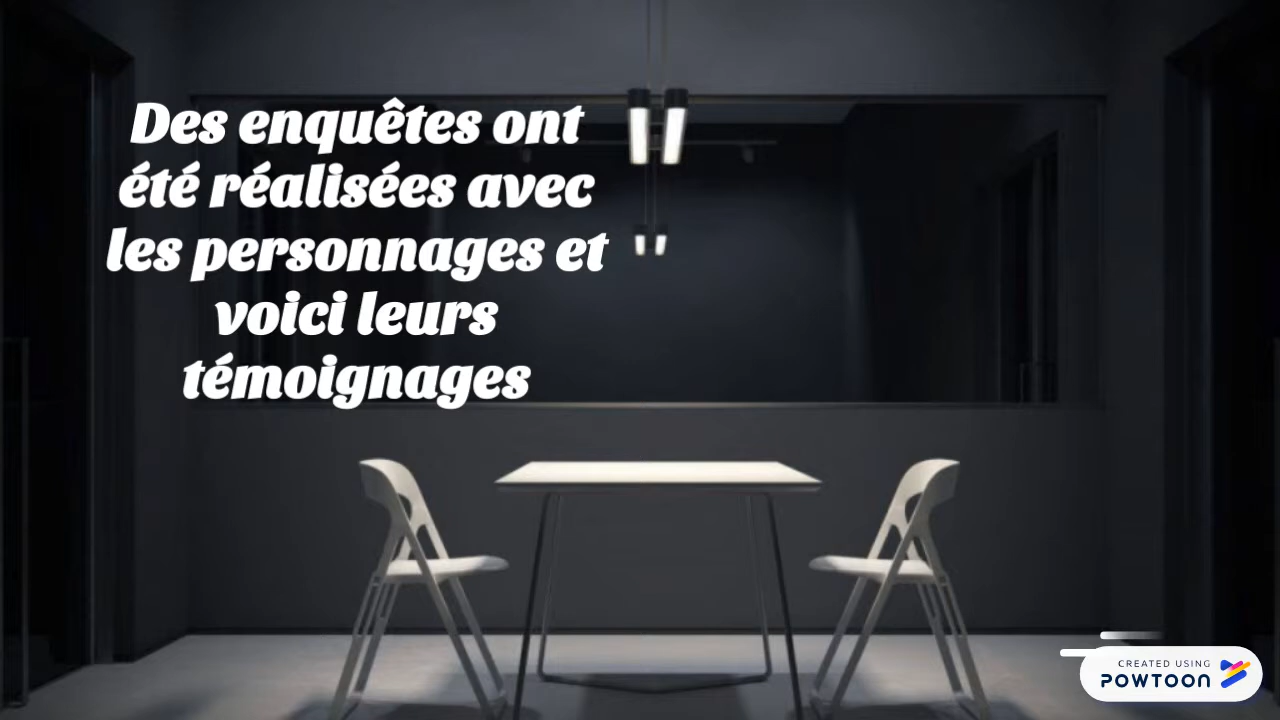 Des enquêtes ont
été réalisées avec
les personnages et
voici leurs
témoignages
CREATED USING
POWTOON